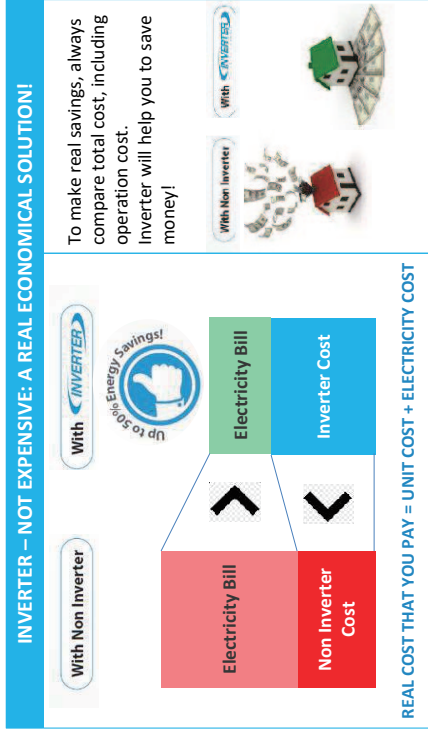 INVERTER – NOT EXPENSIVE: A REAL ECONOMICAL SOLUTION!
With Non Inverter
With INVERTER
Up to 50% Energy Savings!
Electricity Bill
Electricity Bill
Non Inverter
Cost
Inverter Cost
REAL COST THAT YOU PAY = UNIT COST + ELECTRICITY COST
To make real savings, always
compare total cost, including
operation cost.
Inverter will help you to save
money!
With Non Inverter
With INVERTER